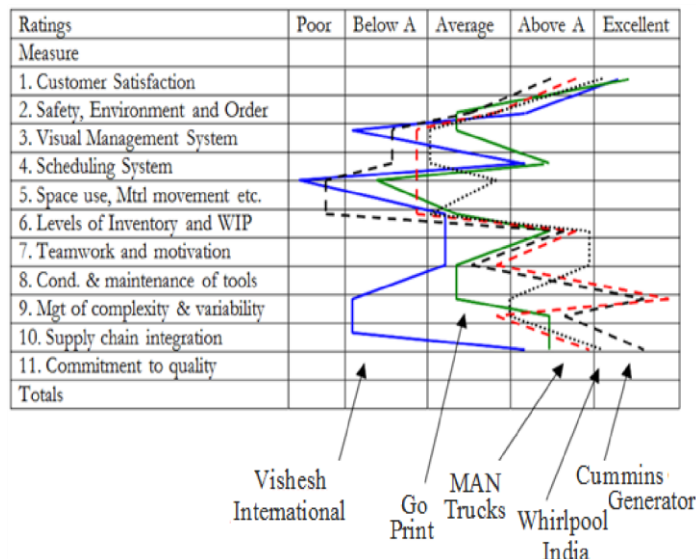 Ratings Poor Below A Average Above A Excellent
Measure
1. Customer Satisfaction
2. Safety, Environment and Order
3. Visual Management System
4. Scheduling System
5. Space use, Mtrl movement etc.
6. Levels of Inventory and WIP
7. Teamwork and motivation
8. Cond. & maintenance of tools
9. Mgt of complexity & variability
10. Supply chain integration
11. Commitment to quality
Totals
Vishesh
International
Go
Print
MAN
Trucks
Whirlpool
India
Cummins
Generator